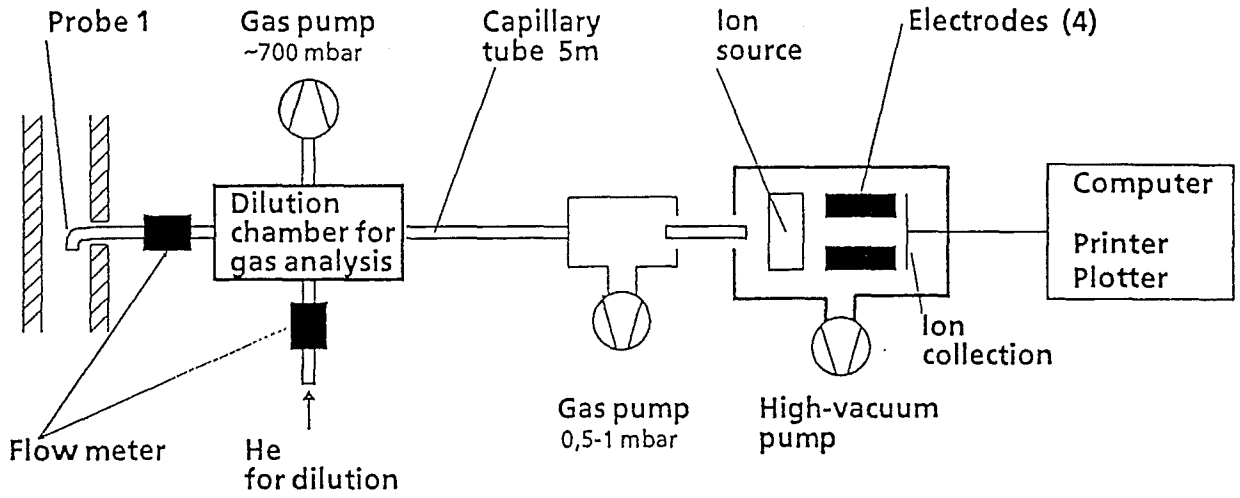 Probe 1
Gas pump
~700 mbar
Capillary
tube 5m
Ion
source
Electrodes (4)
Dilution
chamber for
gas analysis
Computer
Printer
Plotter
Ion
collection
Gas pump
0,5-1 mbar
High-vacuum
pump
Flow meter
He
for dilution